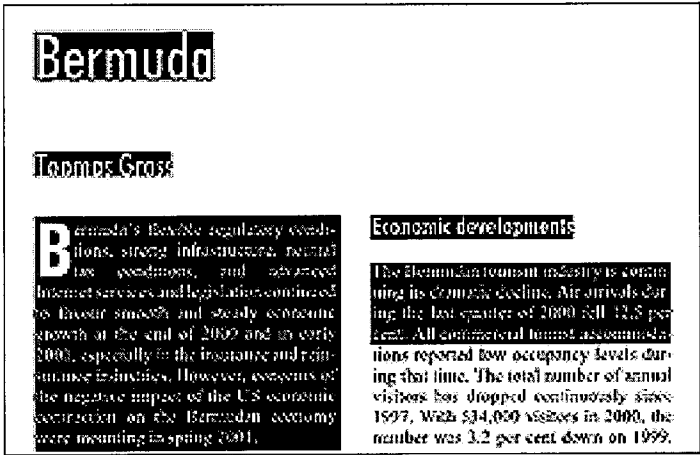 Bermuda
Toomas Gross
Bermuda's flexible regulatory condi-
tions, strong infrastructure, neutral
tax conditions, and advanced
Internet services and legislation continued
to favour smooth and steady economic
growth at the end of 2000 and in early
2001, especially in the insurance and rein-
surance industries. However, concerns of
the negative impact of the US economic
contraction on the Bermudan economy
were mounting in spring 2001.
Economic developments
The Bermudan tourism industry is contin-
uing its dramatic decline. Air arrivals dur-
ing the last quarter of 2000 fell 12.5 per
cent. All commercial tourist accommoda-
tions reported low occupancy levels dur-
ing that time. The total number of annual
visitors has dropped continuously since
1997. With 534,000 visitors in 2000, the
number was 3.2 per cent down on 1999.